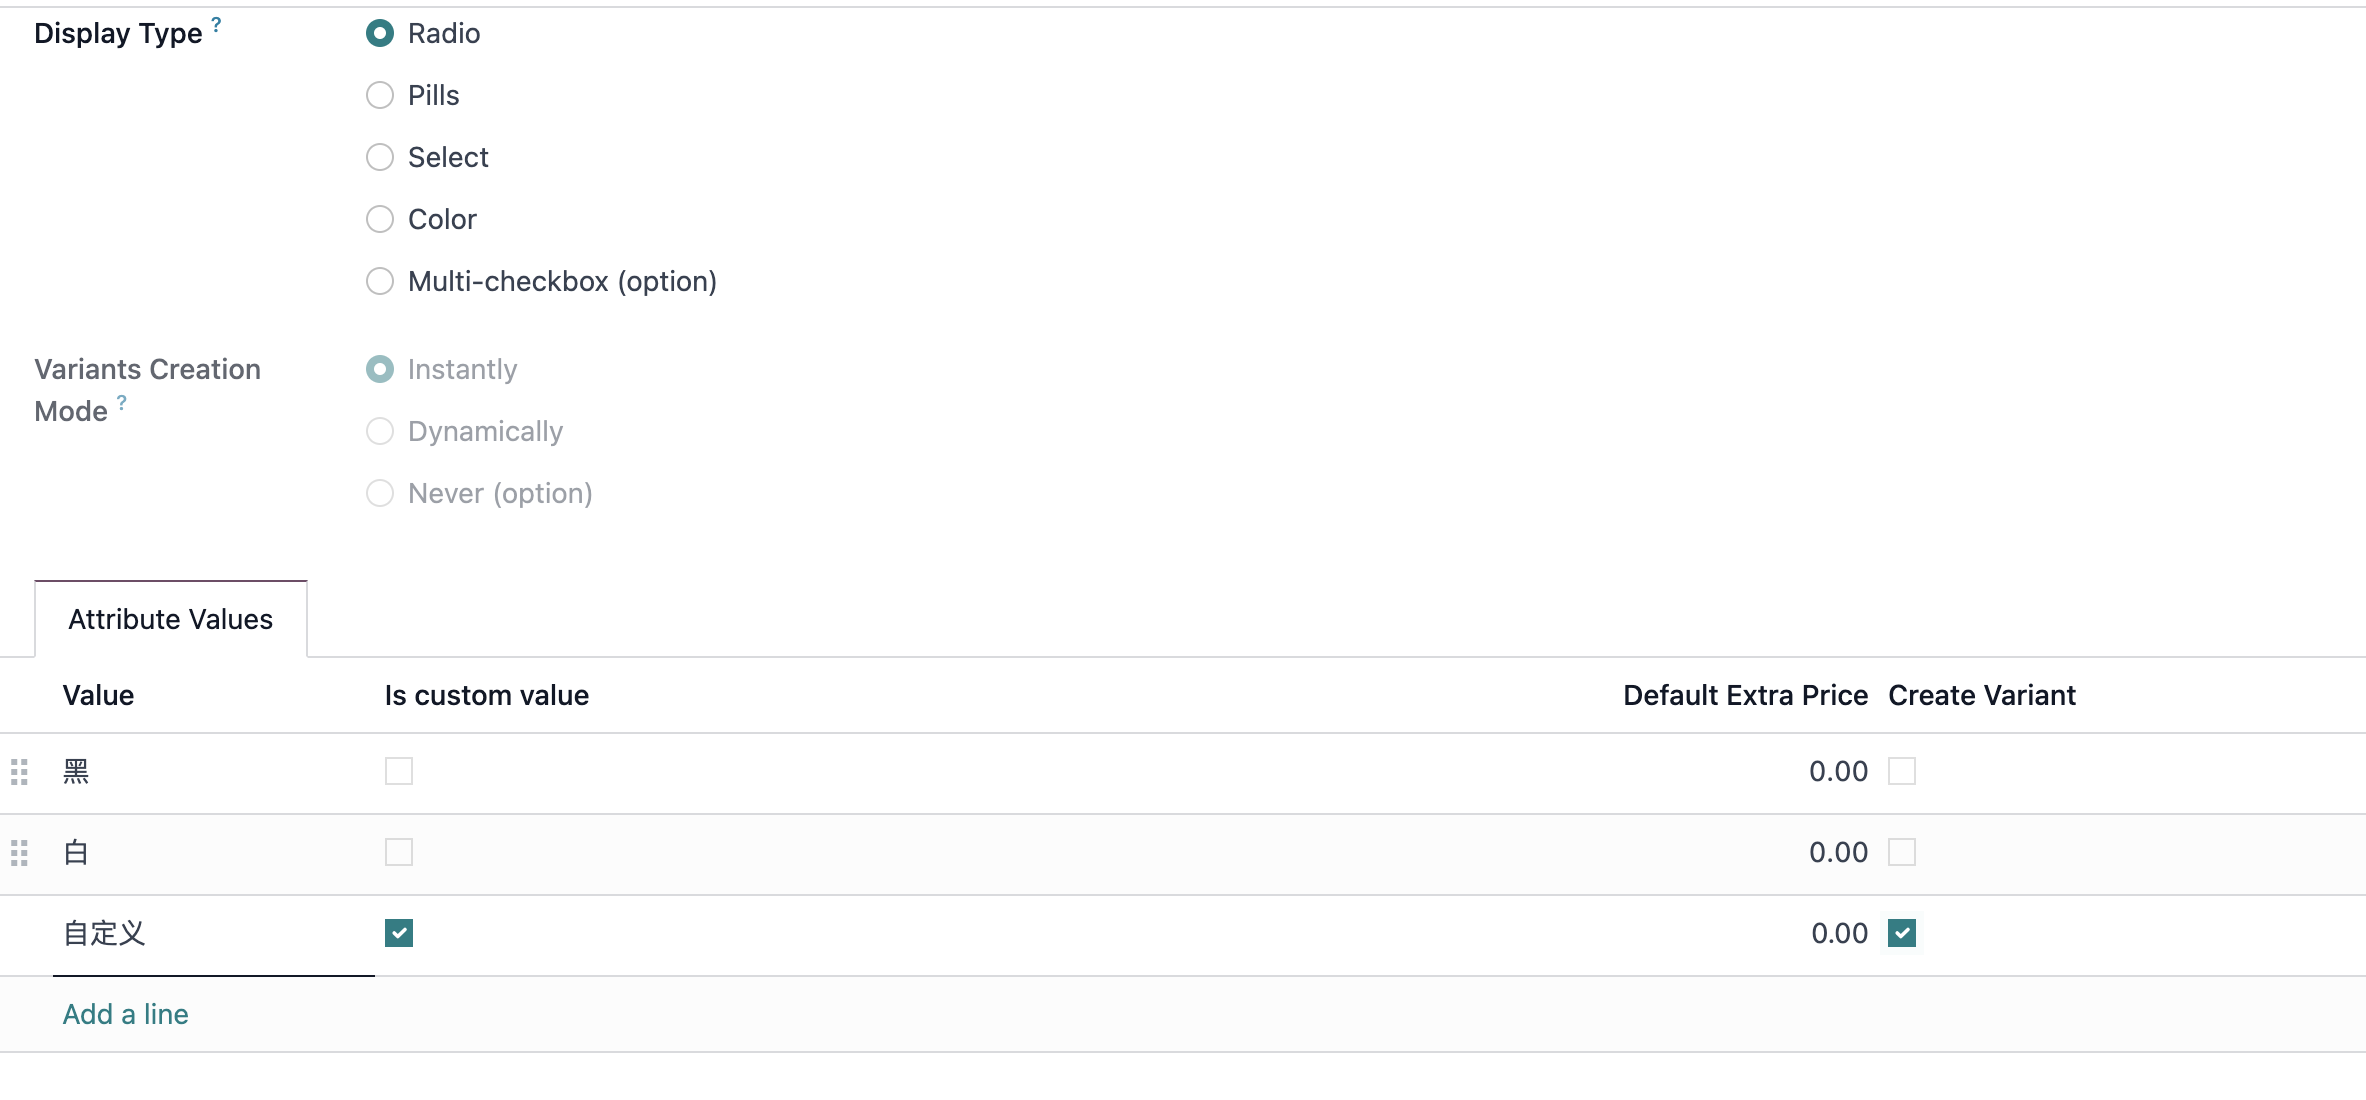 Display Type ?
Radio
Pills
Select
Color
Multi-checkbox (option)
Variants Creation
Mode ?
Instantly
Dynamically
Never (option)
Attribute Values
Value Is custom value Default Extra Price Create Variant
黑 0.00
白 0.00
自定义 0.00
Add a line